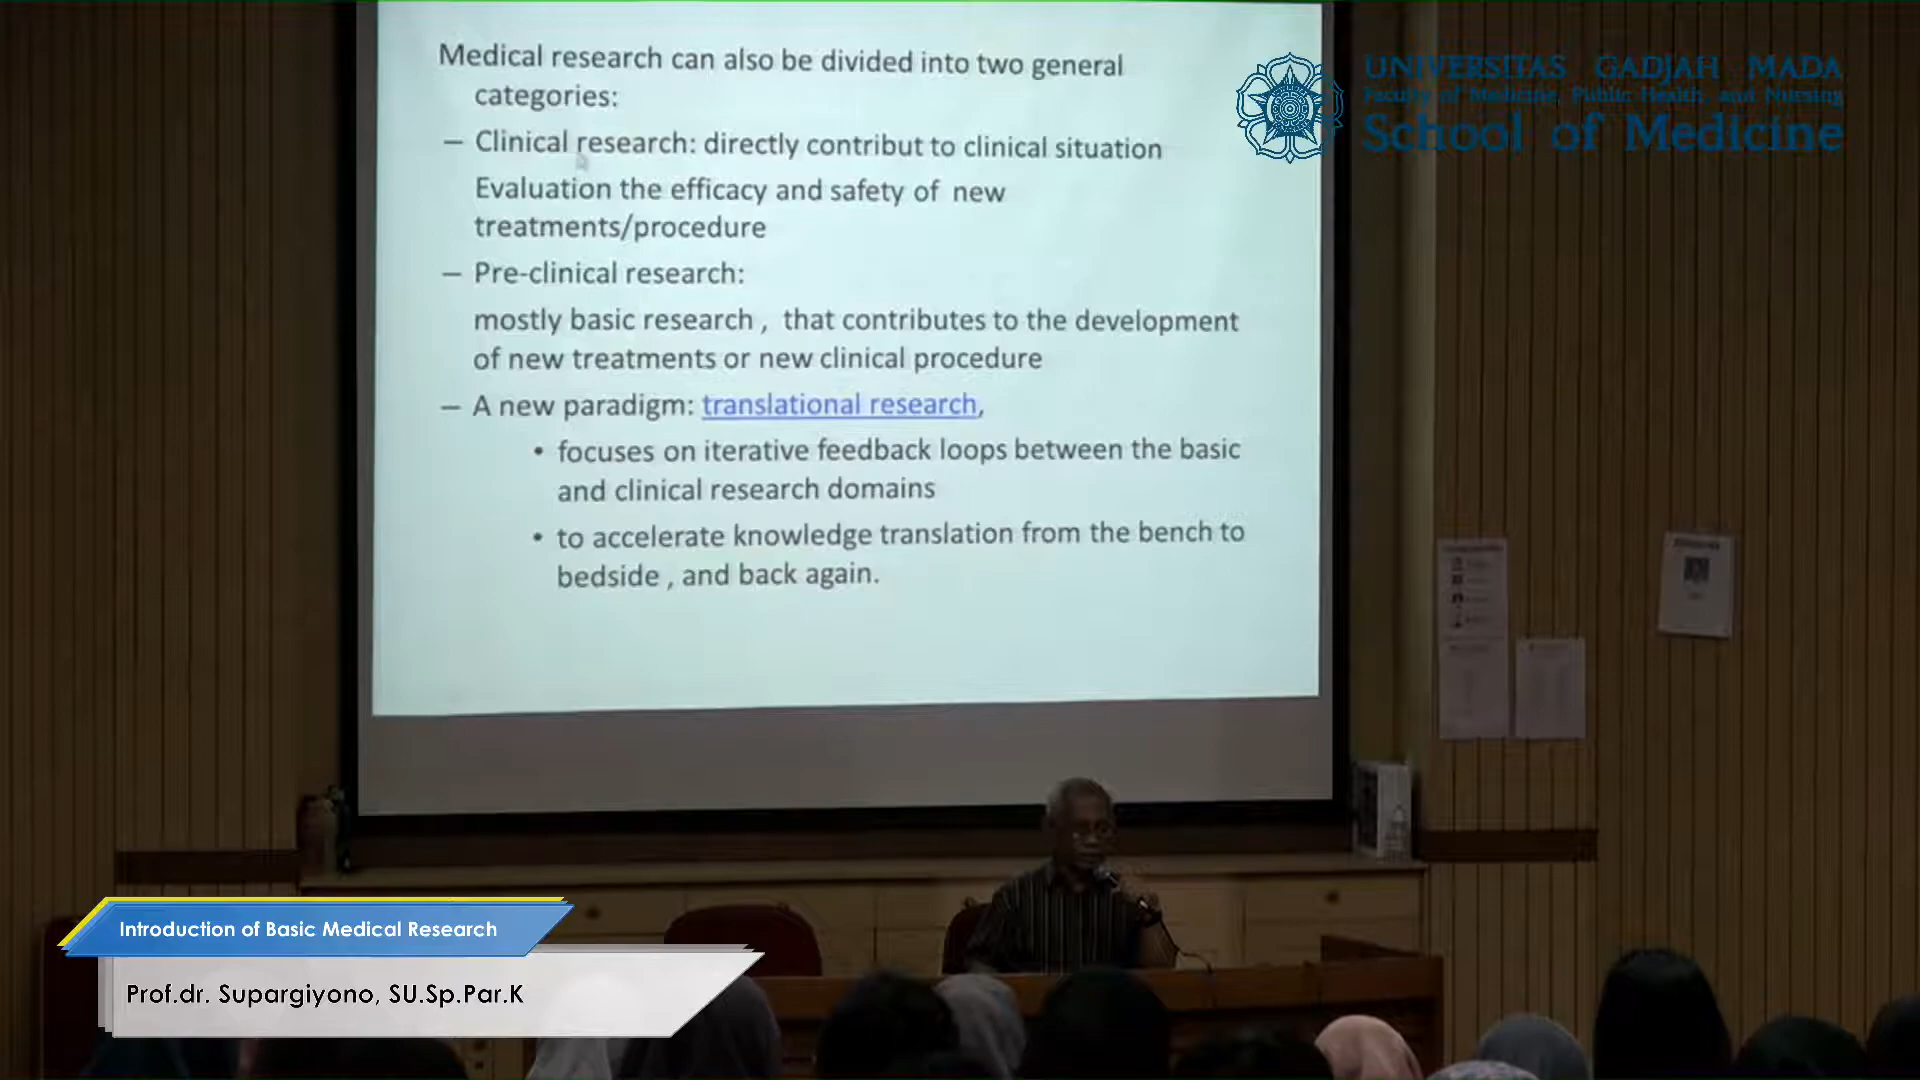 Medical research can also be divided into two general
categories:
– Clinical research: directly contribut to clinical situation
Evaluation the efficacy and safety of new
treatments/procedure
– Pre-clinical research:
mostly basic research , that contributes to the development
of new treatments or new clinical procedure
– A new paradigm: translational research,
• focuses on iterative feedback loops between the basic
and clinical research domains
• to accelerate knowledge translation from the bench to
bedside , and back again.
UNIVERSITAS GADJAH MADA
Faculty of Medicine, Public Health, and Nursing
School of Medicine
Introduction of Basic Medical Research
Prof.dr. Supargiyono, SU.Sp.Par.K